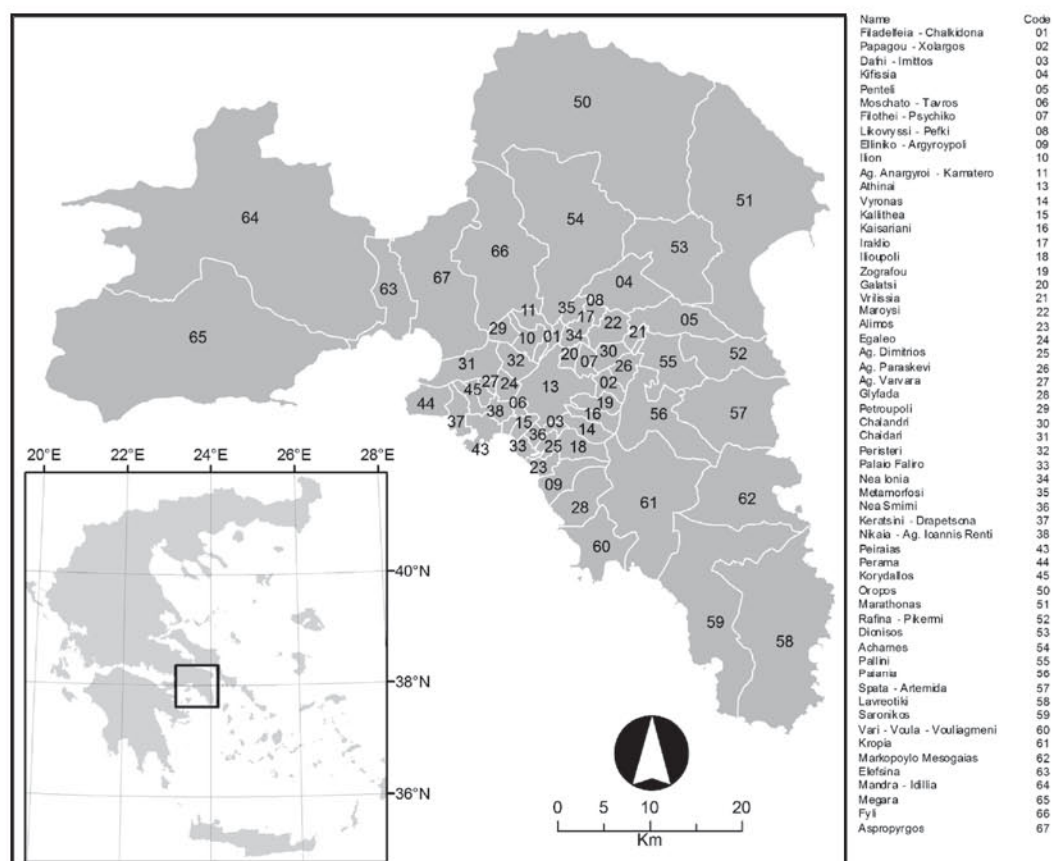 Name Code
Filadelfeia - Chalkidona 01
Papagou - Xolargos 02
Dafni - Imittos 03
Kifissia 04
Penteli 05
Moschato - Tavros 06
Filothei - Psychiko 07
Likovryssi - Pefki 08
Elliniko - Argyroypoli 09
Ilion 10
Ag. Anargyroi - Kamatero 11
Athinai 13
Vyronas 14
Kallithea 15
Kaisariani 16
Iraklio 17
Ilioupoli 18
Zografou 19
Galatsi 20
Vrilissia 21
Maroysi 22
Alimos 23
Egaleo 24
Ag. Dimitrios 25
Ag. Paraskevi 26
Ag. Varvara 27
Glyfada 28
Petroupoli 29
Chalandri 30
Chaidari 31
Peristeri 32
Palaio Faliro 33
Nea Ionia 34
Metamorfosi 35
Nea Smirni 36
Keratsini - Drapetsona 37
Nikaia - Ag. Ioannis Renti 38
Peiraias 43
Perama 44
Korydallos 45
Oropos 50
Marathonas 51
Rafina - Pikermi 52
Dionisos 53
Acharnes 54
Pallini 55
Paiania 56
Spata - Artemida 57
Lavreotiki 58
Saronikos 59
Vari - Voula - Vouliagmeni 60
Kropia 61
Markopoylo Mesogaias 62
Elefsina 63
Mandra - Idillia 64
Megara 65
Fyli 66
Aspropyrgos 67
50
51
64
54
53
66
67
63
04
65
11
35
08
17
22
05
29
10
01
34
21
31
32
20
07
30
26
55
52
27
24
13
02
45
44
06
19
56
57
37
38
15
03
16
14
43
33
36
25
18
23
09
28
61
62
60
59
58
20°E 22°E 24°E 26°E 28°E
40°N
38°N
36°N
0 10 20
Km